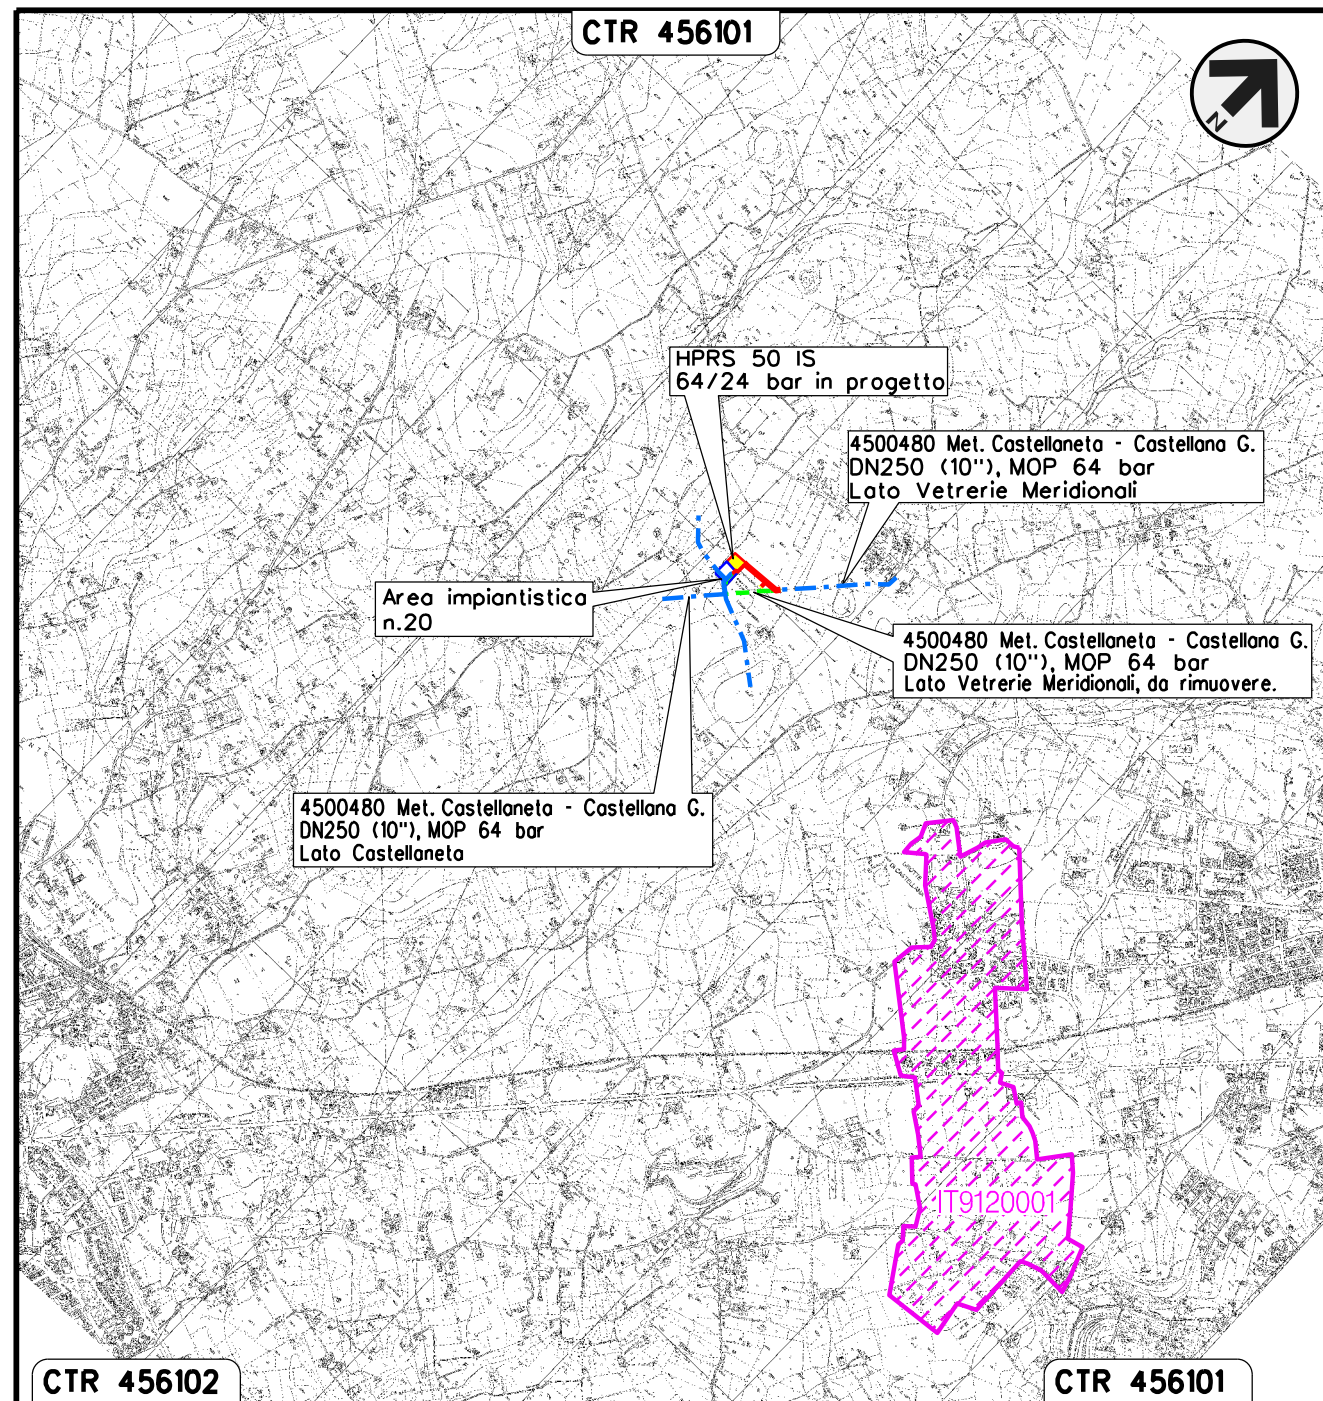 CTR 456101
N
HPRS 50 IS
64/24 bar in progetto
4500480 Met. Castellaneta - Castellana G.
DN250 (10"), MOP 64 bar
Lato Vetrerie Meridionali
Area impiantistica
n.20
4500480 Met. Castellaneta - Castellana G.
DN250 (10"), MOP 64 bar
Lato Vetrerie Meridionali, da rimuovere.
4500480 Met. Castellaneta - Castellana G.
DN250 (10"), MOP 64 bar
Lato Castellaneta
IT9120001
CTR 456102
CTR 456101